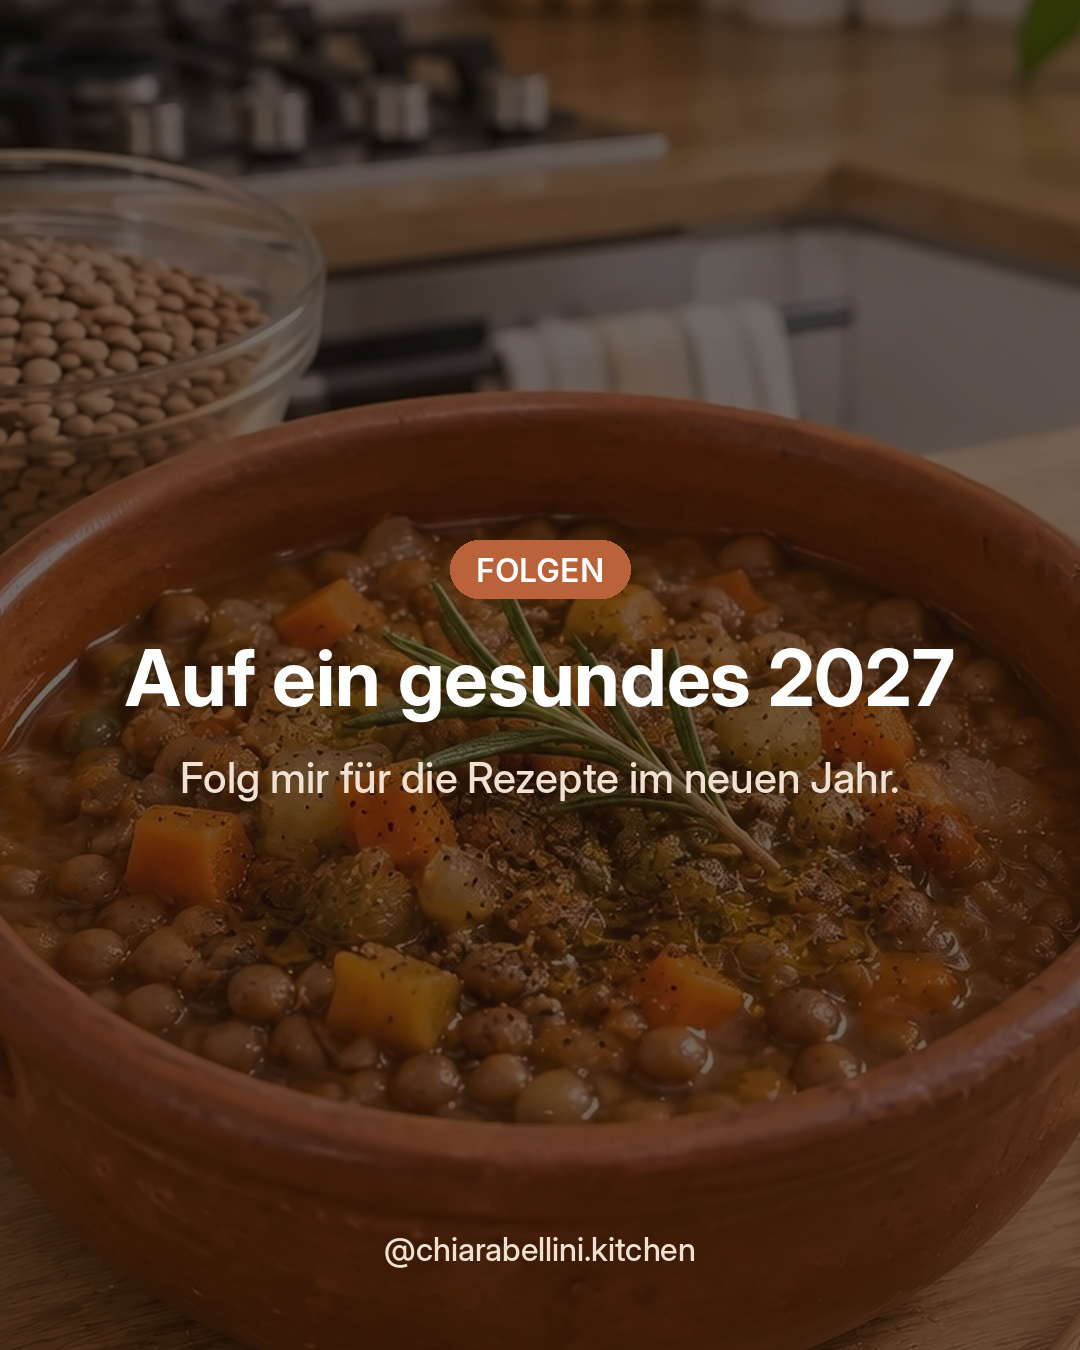 FOLGEN
Auf ein gesundes 2027
Folg mir für die Rezepte im neuen Jahr.
@chiarabellini.kitchen